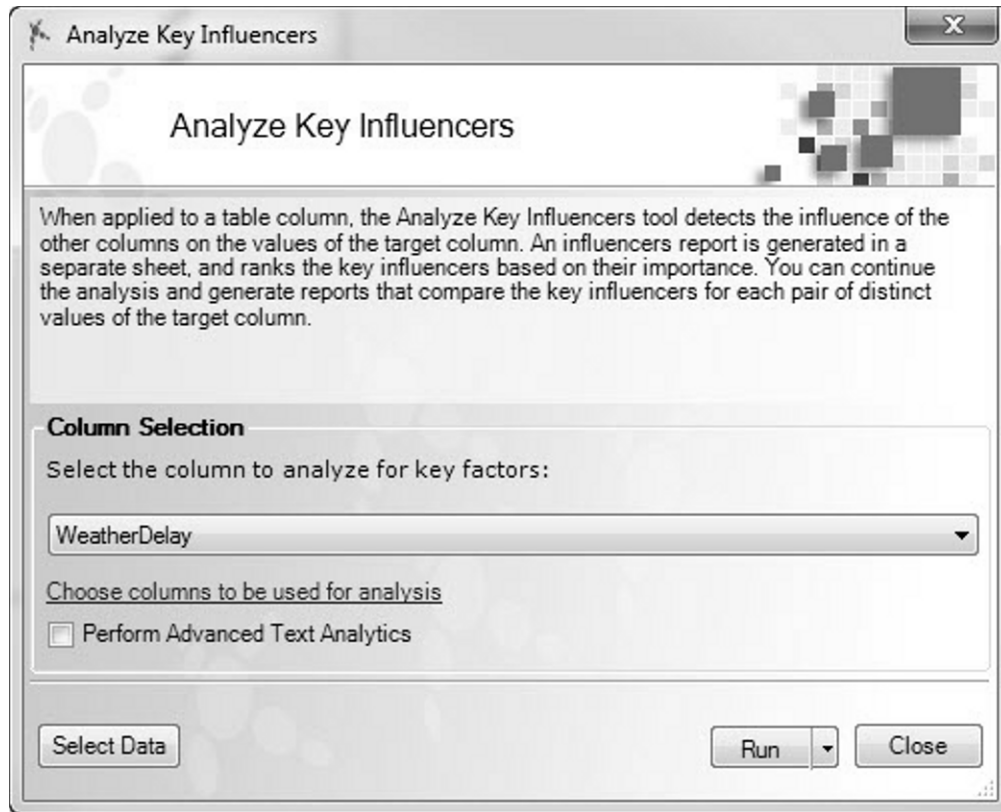 Analyze Key Influencers
Analyze Key Influencers
When applied to a table column, the Analyze Key Influencers tool detects the influence of the
other columns on the values of the target column. An influencers report is generated in a
separate sheet, and ranks the key influencers based on their importance. You can continue
the analysis and generate reports that compare the key influencers for each pair of distinct
values of the target column.
Column Selection
Select the column to analyze for key factors:
WeatherDelay
Choose columns to be used for analysis
Perform Advanced Text Analytics
Select Data
Run
Close